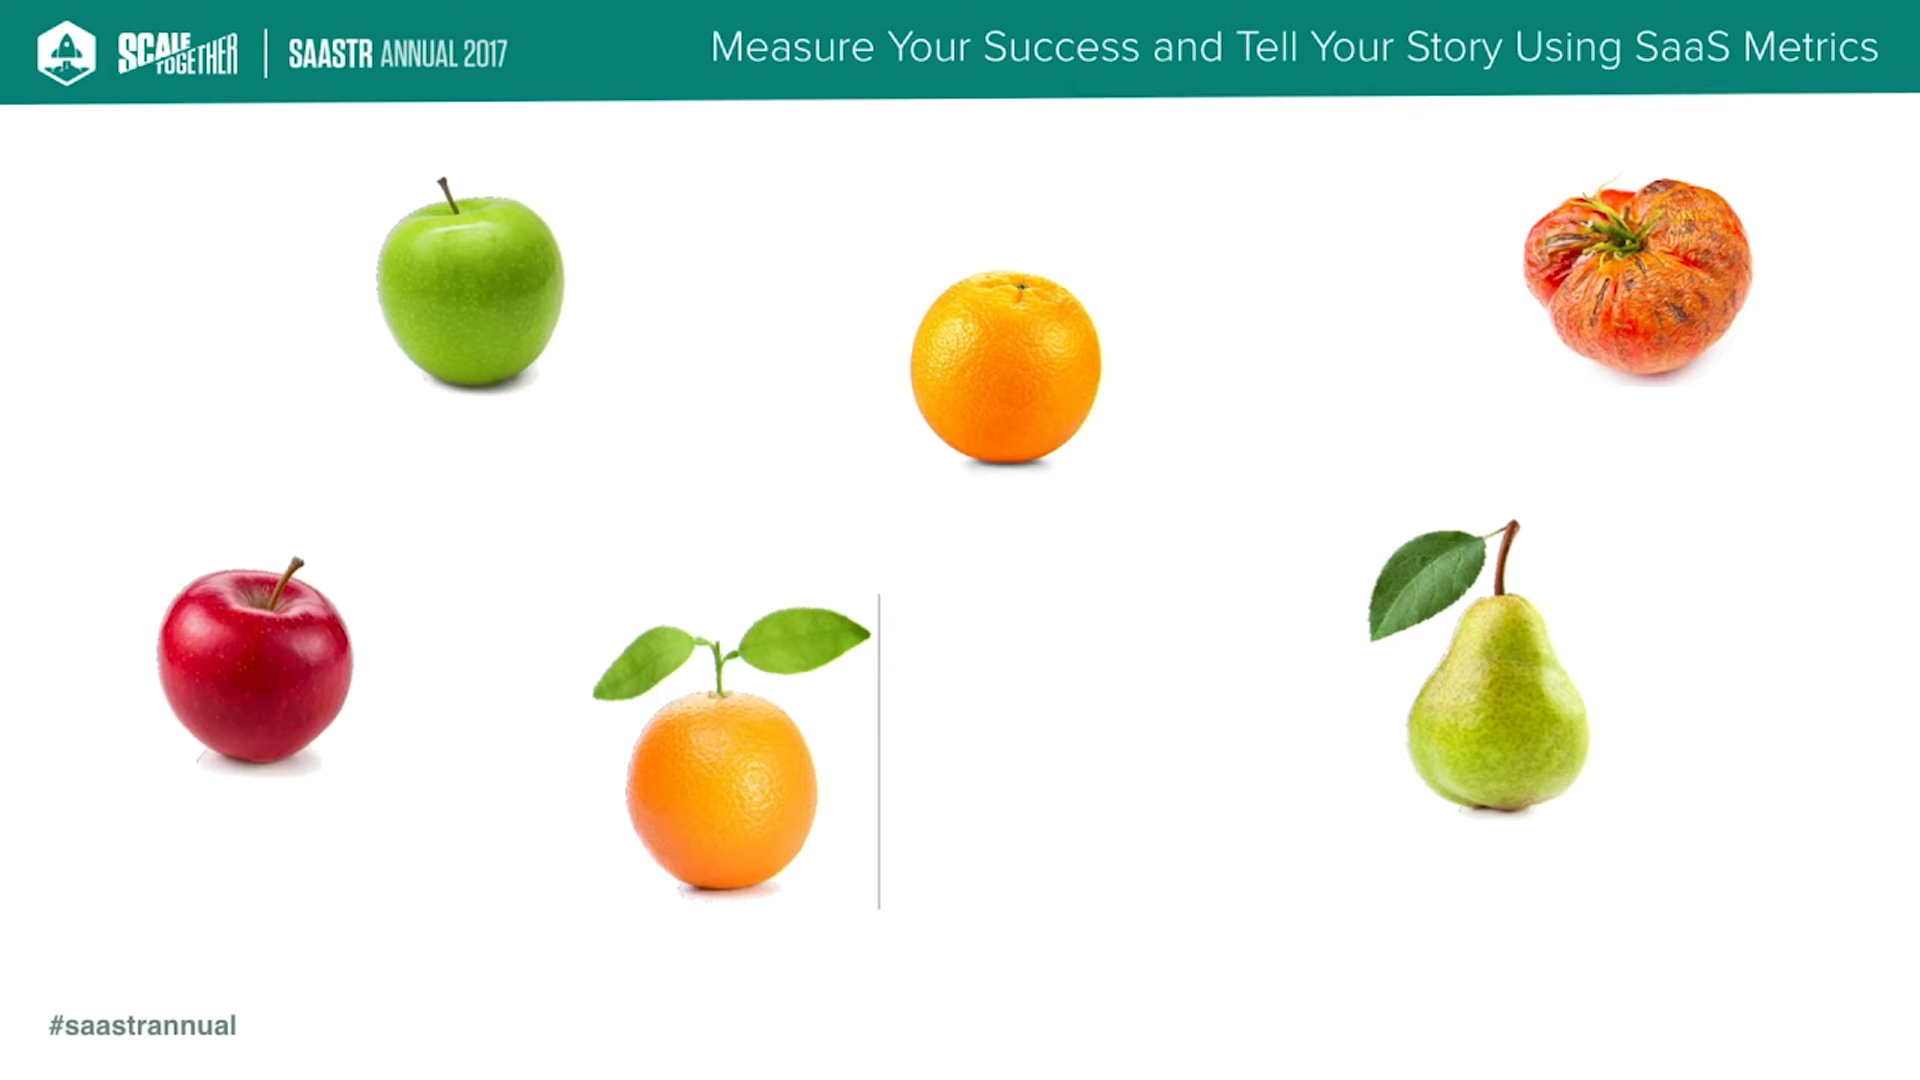 SCALE TOGETHER | SAASTR ANNUAL 2017
Measure Your Success and Tell Your Story Using SaaS Metrics
#saastrannual